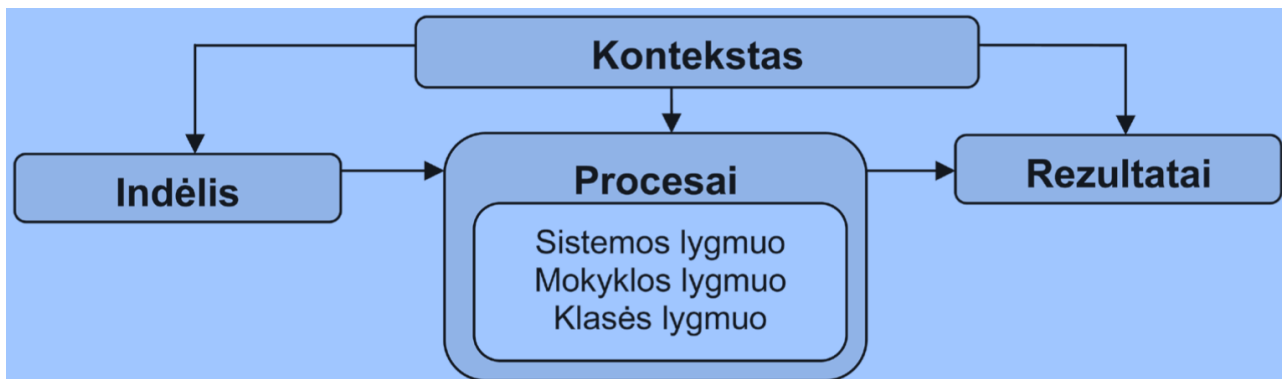 Kontekstas
Indėlis
Procesai
Sistemos lygmuo
Mokyklos lygmuo
Klasės lygmuo
Rezultatai